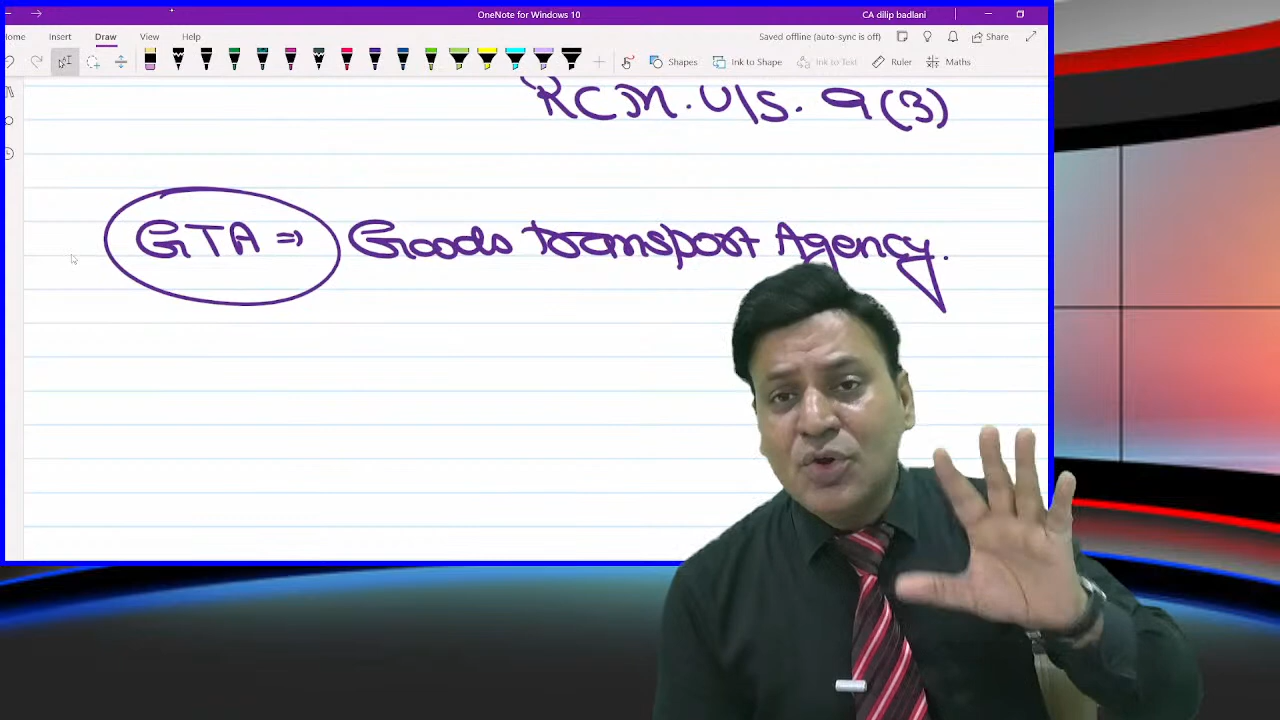 OneNote for Windows 10
CA dilip badlani
Home Insert Draw View Help
Saved offline (auto-sync is off)
Share
Shapes
Ink to Shape
Ink to Text
Ruler
Maths
RCM. U/S. 9(3)
GTA ⇒ Goods transport Agency.